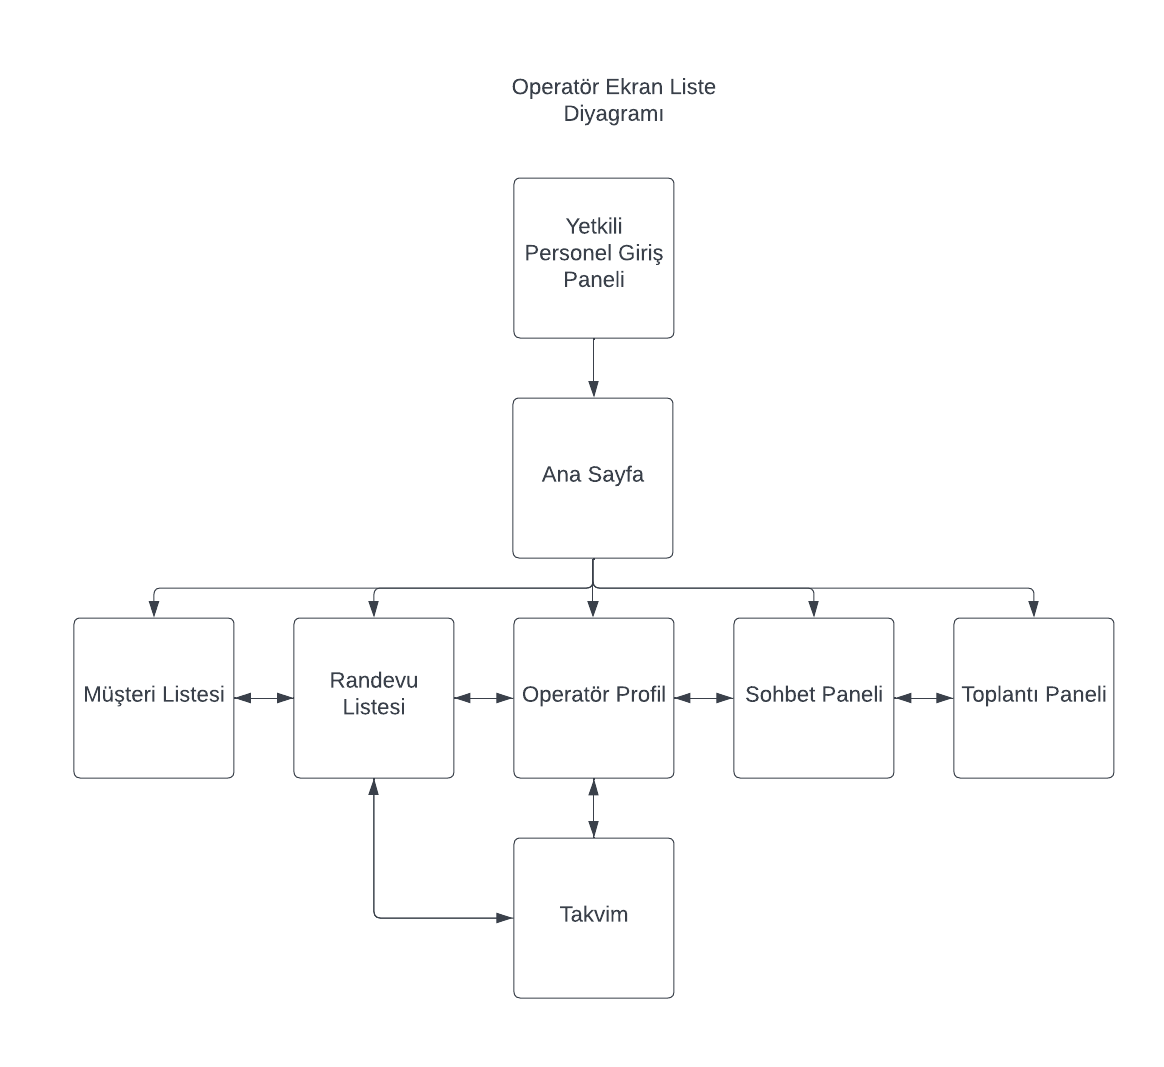 Operatör Ekran Liste
Diyagramı
Yetkili
Personel Giriş
Paneli
Ana Sayfa
Müşteri Listesi
Randevu
Listesi
Operatör Profil
Sohbet Paneli
Toplantı Paneli
Takvim